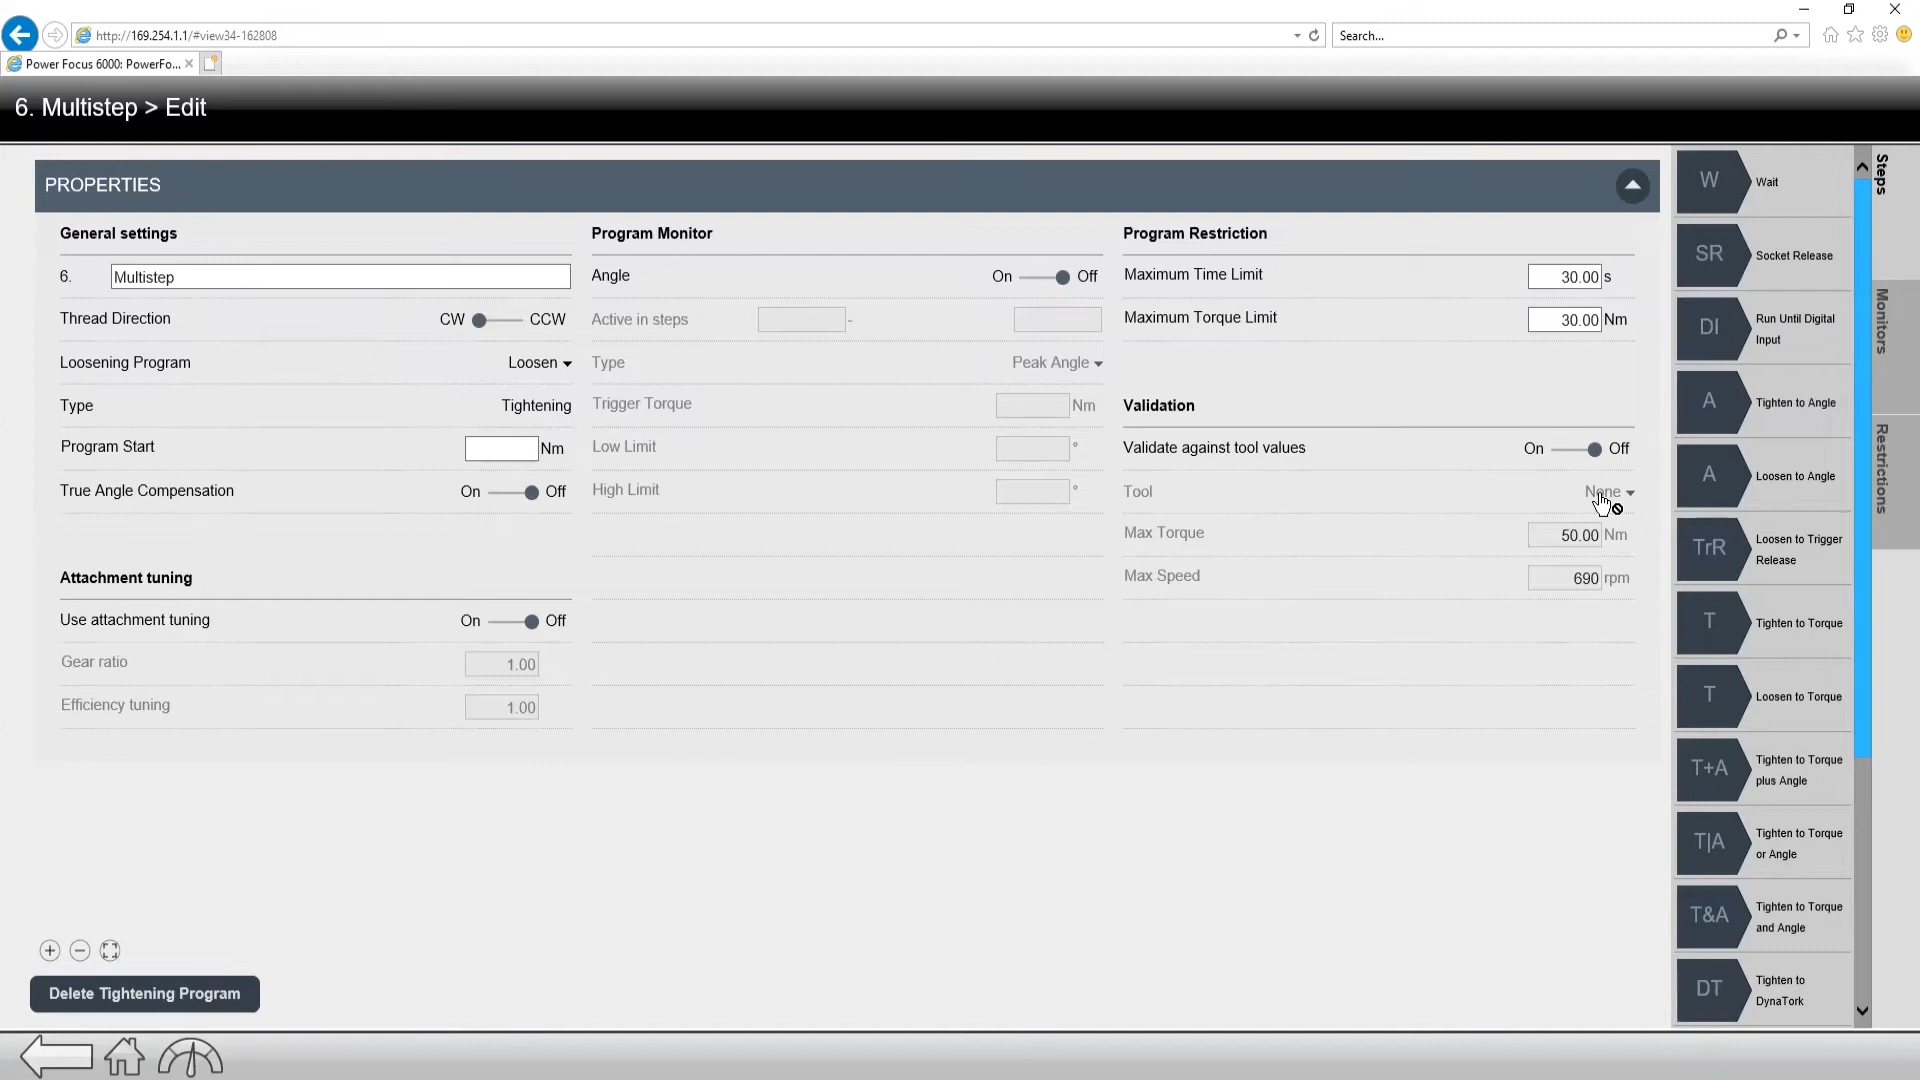 http://169.254.1.1/#view34-162808
Search...
Power Focus 6000: PowerFo...
6. Multistep > Edit
PROPERTIES
General settings
6. Multistep
Thread Direction CW CCW
Loosening Program Loosen
Type Tightening
Program Start Nm
True Angle Compensation On Off
Attachment tuning
Use attachment tuning On Off
Gear ratio 1.00
Efficiency tuning 1.00
Program Monitor
Angle On Off
Active in steps -
Type Peak Angle
Trigger Torque Nm
Low Limit °
High Limit °
Program Restriction
Maximum Time Limit 30.00 s
Maximum Torque Limit 30.00 Nm
Validation
Validate against tool values On Off
Tool None
Max Torque 50.00 Nm
Max Speed 690 rpm
W Wait
SR Socket Release
DI Run Until Digital
Input
A Tighten to Angle
A Loosen to Angle
TrR Loosen to Trigger
Release
T Tighten to Torque
T Loosen to Torque
T+A Tighten to Torque
plus Angle
T|A Tighten to Torque
or Angle
T&A Tighten to Torque
and Angle
DT Tighten to
DynaTork
Steps
Monitors
Restrictions
Delete Tightening Program